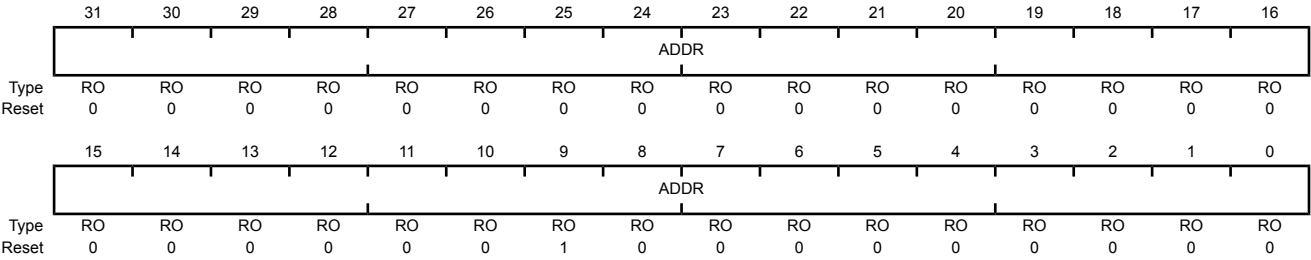 31 30 29 28 27 26 25 24 23 22 21 20 19 18 17 16
ADDR
Type RO RO RO RO RO RO RO RO RO RO RO RO RO RO RO RO
Reset 0 0 0 0 0 0 0 0 0 0 0 0 0 0 0 0
15 14 13 12 11 10 9 8 7 6 5 4 3 2 1 0
ADDR
Type RO RO RO RO RO RO RO RO RO RO RO RO RO RO RO RO
Reset 0 0 0 0 0 0 1 0 0 0 0 0 0 0 0 0